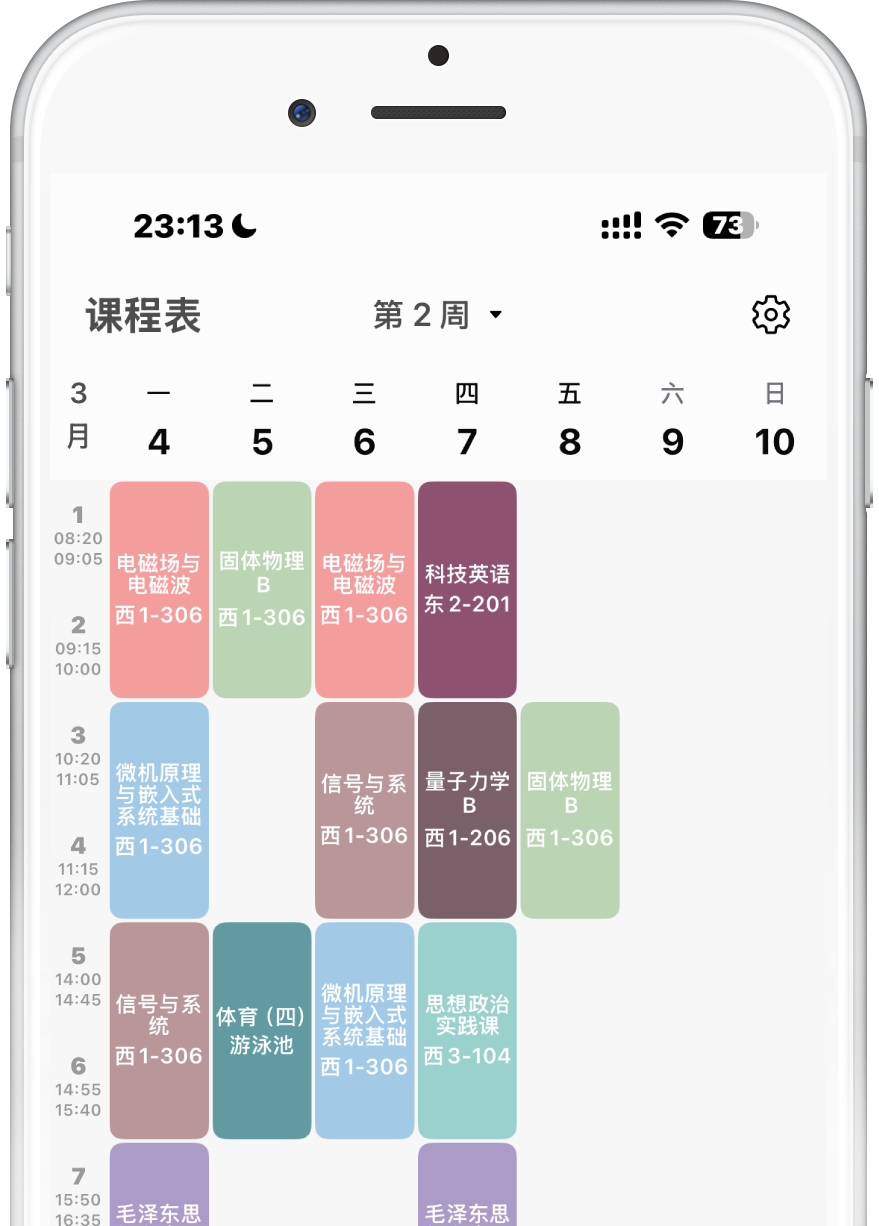 23:13
73
课程表
第 2 周
3 一 二 三 四 五 六 日
月 4 5 6 7 8 9 10
1
08:20
09:05
2
09:15
10:00
电磁场与
电磁波
西1-306
固体物理
B
西1-306
电磁场与
电磁波
西1-306
科技英语
东2-201
3
10:20
11:05
4
11:15
12:00
微机原理
与嵌入式
系统基础
西1-306
信号与系
统
西1-306
量子力学
B
西1-206
固体物理
B
西1-306
5
14:00
14:45
6
14:55
15:40
信号与系
统
西1-306
体育(四)
游泳池
微机原理
与嵌入式
系统基础
西1-306
思想政治
实践课
西3-104
7
15:50
16:35
毛泽东思
毛泽东思